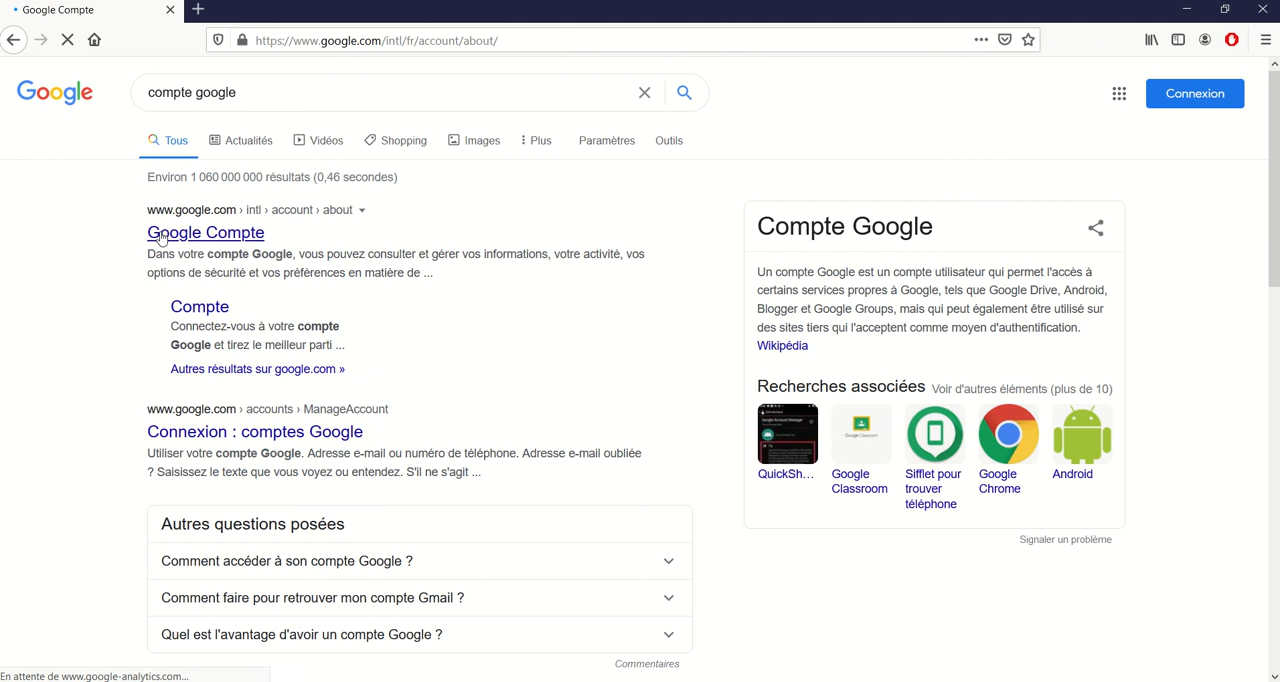 Google Compte
https://www.google.com/intl/fr/account/about/
Google
compte google
Connexion
Tous Actualités Vidéos Shopping Images Plus Paramètres Outils
Environ 1 060 000 000 résultats (0,46 secondes)
www.google.com › intl › account › about
Google Compte
Dans votre compte Google, vous pouvez consulter et gérer vos informations, votre activité, vos
options de sécurité et vos préférences en matière de ...
Compte
Connectez-vous à votre compte
Google et tirez le meilleur parti ...
Autres résultats sur google.com »
www.google.com › accounts › ManageAccount
Connexion : comptes Google
Utiliser votre compte Google. Adresse e-mail ou numéro de téléphone. Adresse e-mail oubliée
? Saisissez le texte que vous voyez ou entendez. S'il ne s'agit ...
Autres questions posées
Comment accéder à son compte Google ?
Comment faire pour retrouver mon compte Gmail ?
Quel est l'avantage d'avoir un compte Google ?
Commentaires
Compte Google
Un compte Google est un compte utilisateur qui permet l'accès à
certains services propres à Google, tels que Google Drive, Android,
Blogger et Google Groups, mais qui peut également être utilisé sur
des sites tiers qui l'acceptent comme moyen d'authentification.
Wikipédia
Recherches associées Voir d'autres éléments (plus de 10)
QuickSh...
Google
Classroom
Sifflet pour
trouver
téléphone
Google
Chrome
Android
Signaler un problème
En attente de www.google-analytics.com...